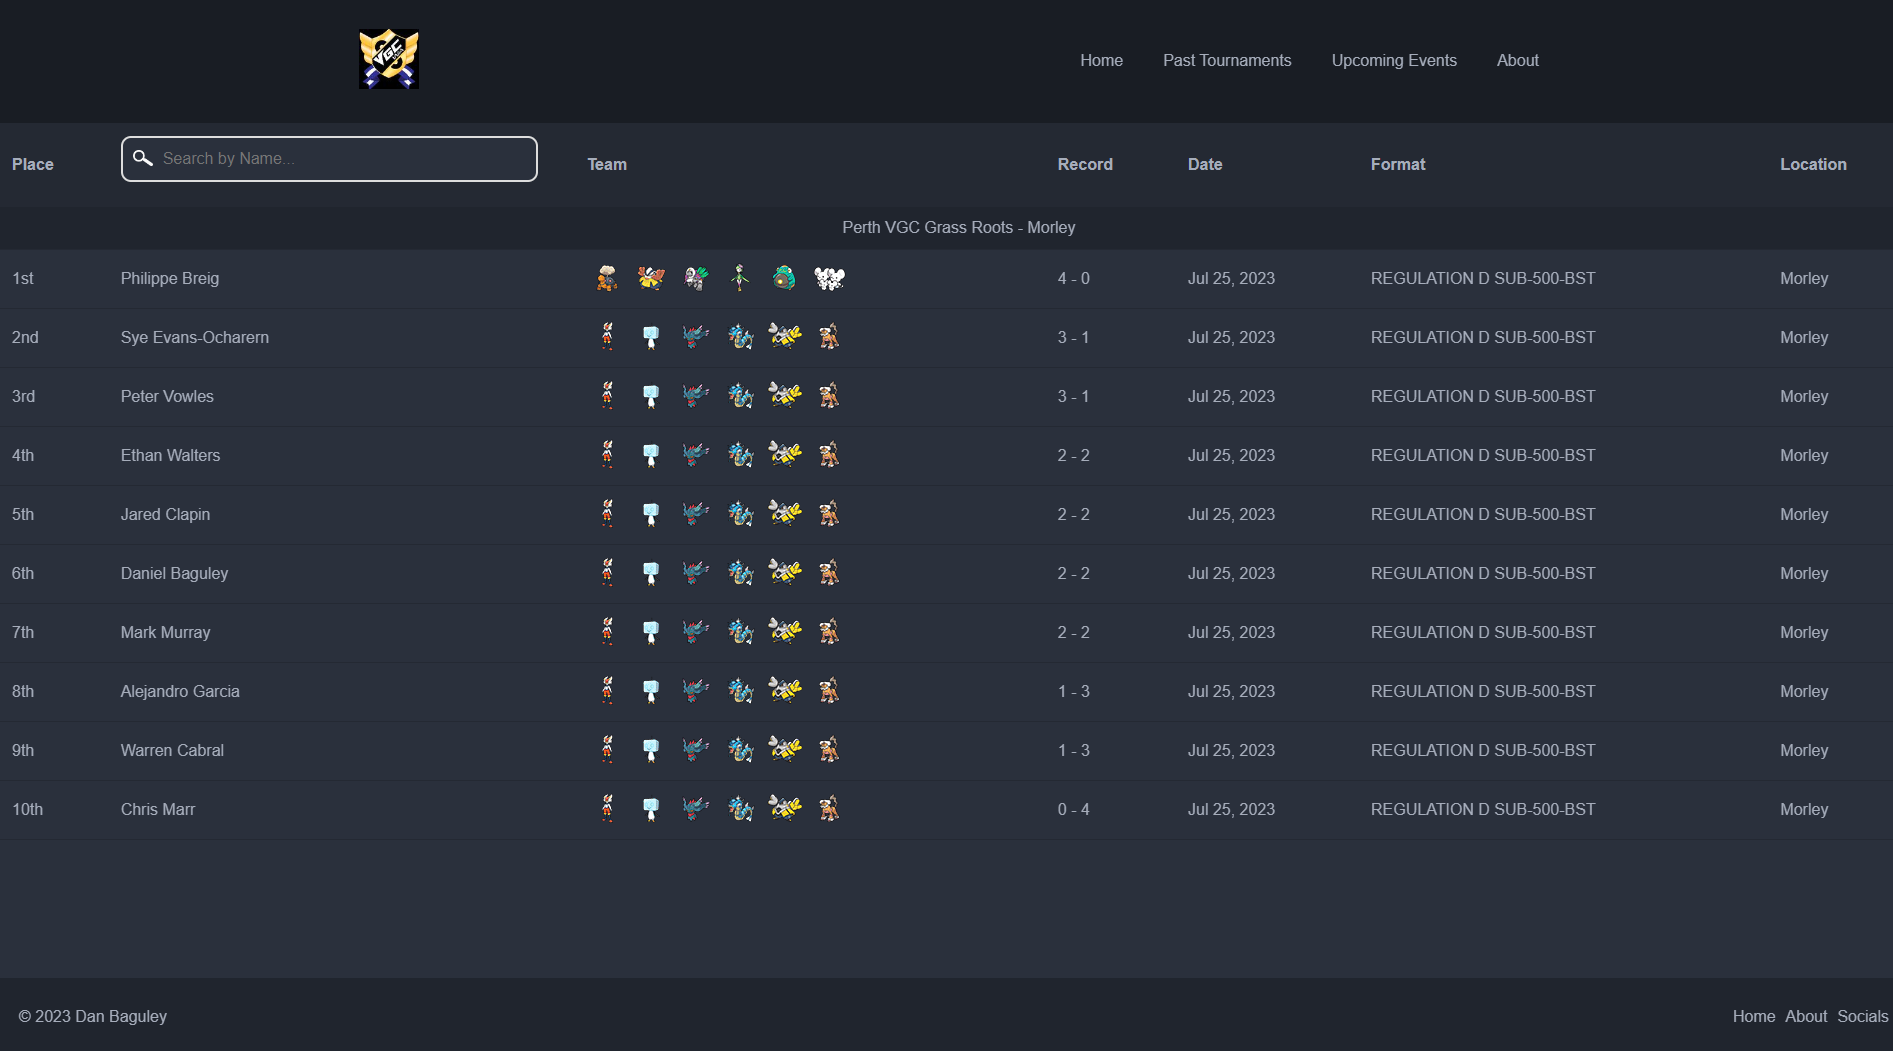 VGC
Home Past Tournaments Upcoming Events About
Place Search by Name... Team Record Date Format Location
Perth VGC Grass Roots - Morley
1st Philippe Breig 4 - 0 Jul 25, 2023 REGULATION D SUB-500-BST Morley
2nd Sye Evans-Ocharern 3 - 1 Jul 25, 2023 REGULATION D SUB-500-BST Morley
3rd Peter Vowles 3 - 1 Jul 25, 2023 REGULATION D SUB-500-BST Morley
4th Ethan Walters 2 - 2 Jul 25, 2023 REGULATION D SUB-500-BST Morley
5th Jared Clapin 2 - 2 Jul 25, 2023 REGULATION D SUB-500-BST Morley
6th Daniel Baguley 2 - 2 Jul 25, 2023 REGULATION D SUB-500-BST Morley
7th Mark Murray 2 - 2 Jul 25, 2023 REGULATION D SUB-500-BST Morley
8th Alejandro Garcia 1 - 3 Jul 25, 2023 REGULATION D SUB-500-BST Morley
9th Warren Cabral 1 - 3 Jul 25, 2023 REGULATION D SUB-500-BST Morley
10th Chris Marr 0 - 4 Jul 25, 2023 REGULATION D SUB-500-BST Morley
© 2023 Dan Baguley Home About Socials